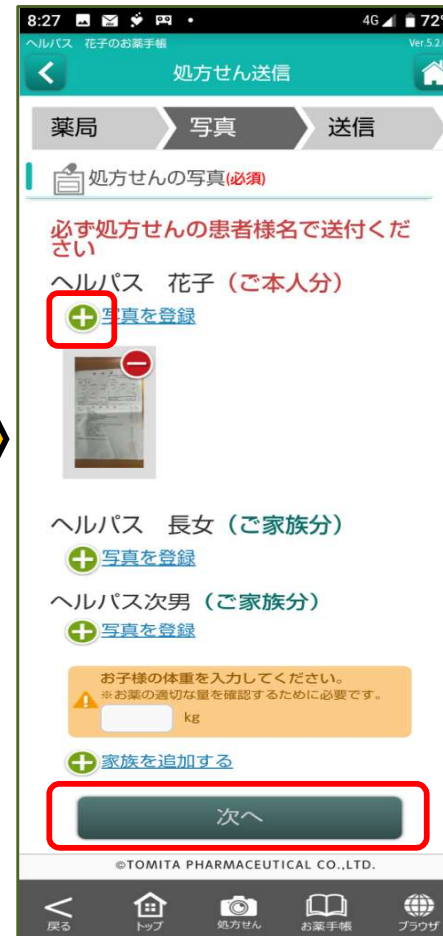 8:27 4G 72%
ヘルパス 花子のお薬手帳 Ver.5.2.
処方せん送信
薬局 写真 送信
処方せんの写真(必須)
必ず処方せんの患者様名で送付くだ
さい
ヘルパス 花子（ご本人分）
写真を登録
ヘルパス 長女（ご家族分）
写真を登録
ヘルパス次男（ご家族分）
写真を登録
お子様の体重を入力してください。
※お薬の適切な量を確認するために必要です。
kg
家族を追加する
次へ
©TOMITA PHARMACEUTICAL CO.,LTD.
戻る トップ 処方せん お薬手帳 ブラウザ